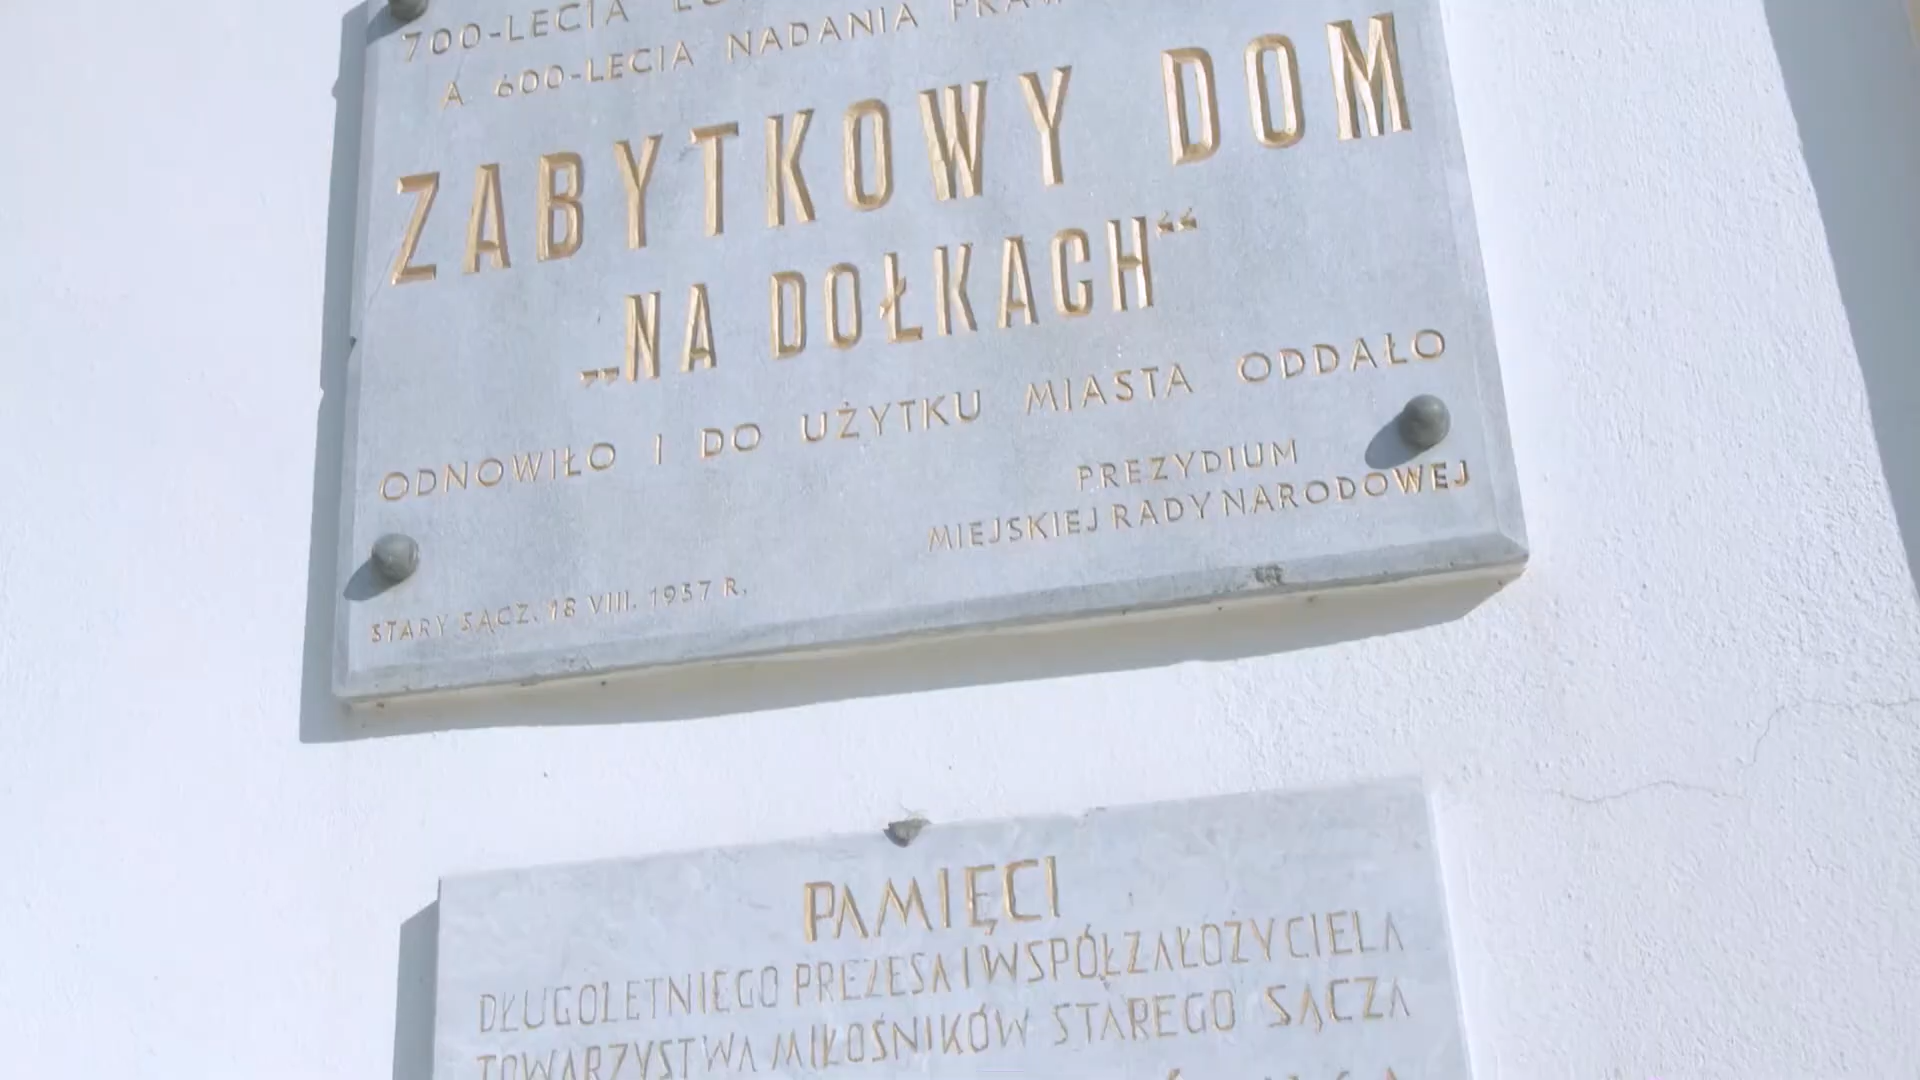 700-LECIA
A 600-LECIA NADANIA
ZABYTKOWY DOM
„NA DOŁKACH“
ODNOWIŁO I DO UŻYTKU MIASTA ODDAŁO
PREZYDIUM
MIEJSKIEJ RADY NARODOWEJ
STARY SĄCZ. 18 VIII. 1957 R.
PAMIĘCI
DŁUGOLETNIEGO PREZESA I WSPÓŁZAŁOŻYCIELA
TOWARZYSTWA MIŁOŚNIKÓW STAREGO SĄCZA